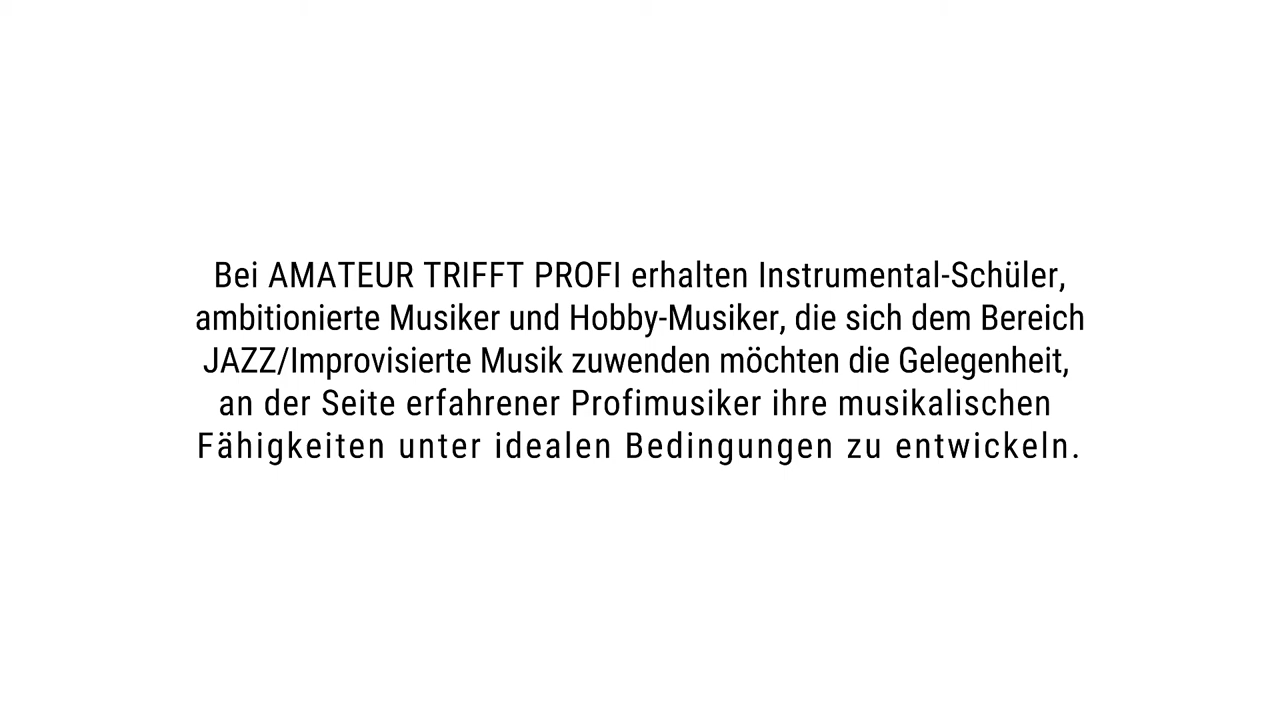 Bei AMATEUR TRIFFT PROFI erhalten Instrumental-Schüler,
ambitionierte Musiker und Hobby-Musiker, die sich dem Bereich
JAZZ/Improvisierte Musik zuwenden möchten die Gelegenheit,
an der Seite erfahrener Profimusiker ihre musikalischen
Fähigkeiten unter idealen Bedingungen zu entwickeln.